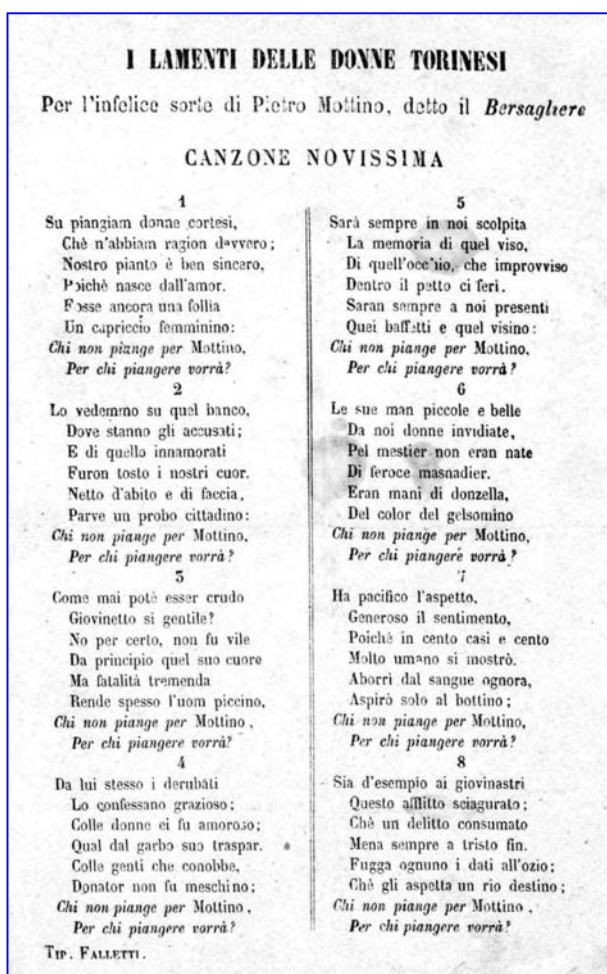 I LAMENTI DELLE DONNE TORINESI
Per l'infelice sorte di Pietro Mottino, detto il Bersagliere
CANZONE NOVISSIMA
1
Su piangiam donne cortesi,
Chè n'abbiam ragion davvero;
Nostro pianto è ben sincero,
Poichè nasce dall'amor.
Fosse ancora una follia
Un capriccio femminino:
Chi non piange per Mottino,
Per chi piangere vorrà?
2
Lo vedemmo su quel banco,
Dove stanno gli accusati;
E di quello innamorati
Furon tosto i nostri cuor.
Netto d'abito e di faccia,
Parve un probo cittadino:
Chi non piange per Mottino,
Per chi piangere vorrà?
3
Come mai potè esser crudo
Giovinetto si gentile?
No per certo, non fu vile
Da principio quel suo cuore
Ma fatalità tremenda
Rende spesso l'uom piccino,
Chi non piange per Mottino,
Per chi piangere vorrà?
4
Da lui stesso i derubati
Lo confessano grazioso;
Colle donne ei fu amoroso;
Qual dal garbo suo traspar.
Colle genti che conobbe,
Donator non fu meschino;
Chi non piange per Mottino,
Per chi piangere vorrà?
TIP. FALLETTI.
5
Sarà sempre in noi scolpita
La memoria di quel viso,
Di quell'occhio, che improvviso
Dentro il petto ci ferì.
Saran sempre a noi presenti
Quei baffetti e quel visino:
Chi non piange per Mottino,
Per chi piangere vorrà?
6
Le sue man piccole e belle
Da noi donne invidiate,
Pel mestier non eran nate
Di feroce masnadier.
Eran mani di donzella,
Del color del gelsomino
Chi non piange per Mottino,
Per chi piangere vorrà?
7
Ha pacifico l'aspetto,
Generoso il sentimento,
Poichè in cento casi e cento
Molto umano si mostrò.
Aborrì dal sangue ognora,
Aspirò solo al bottino;
Chi non piange per Mottino,
Per chi piangere vorrà?
8
Sia d'esempio ai giovinastri
Questo afflitto sciagurato;
Chè un delitto consumato
Mena sempre a tristo fin.
Fugga ognuno i dati all'ozio;
Chè gli aspetta un rio destino;
Chi non piange per Mottino,
Per chi piangere vorrà?